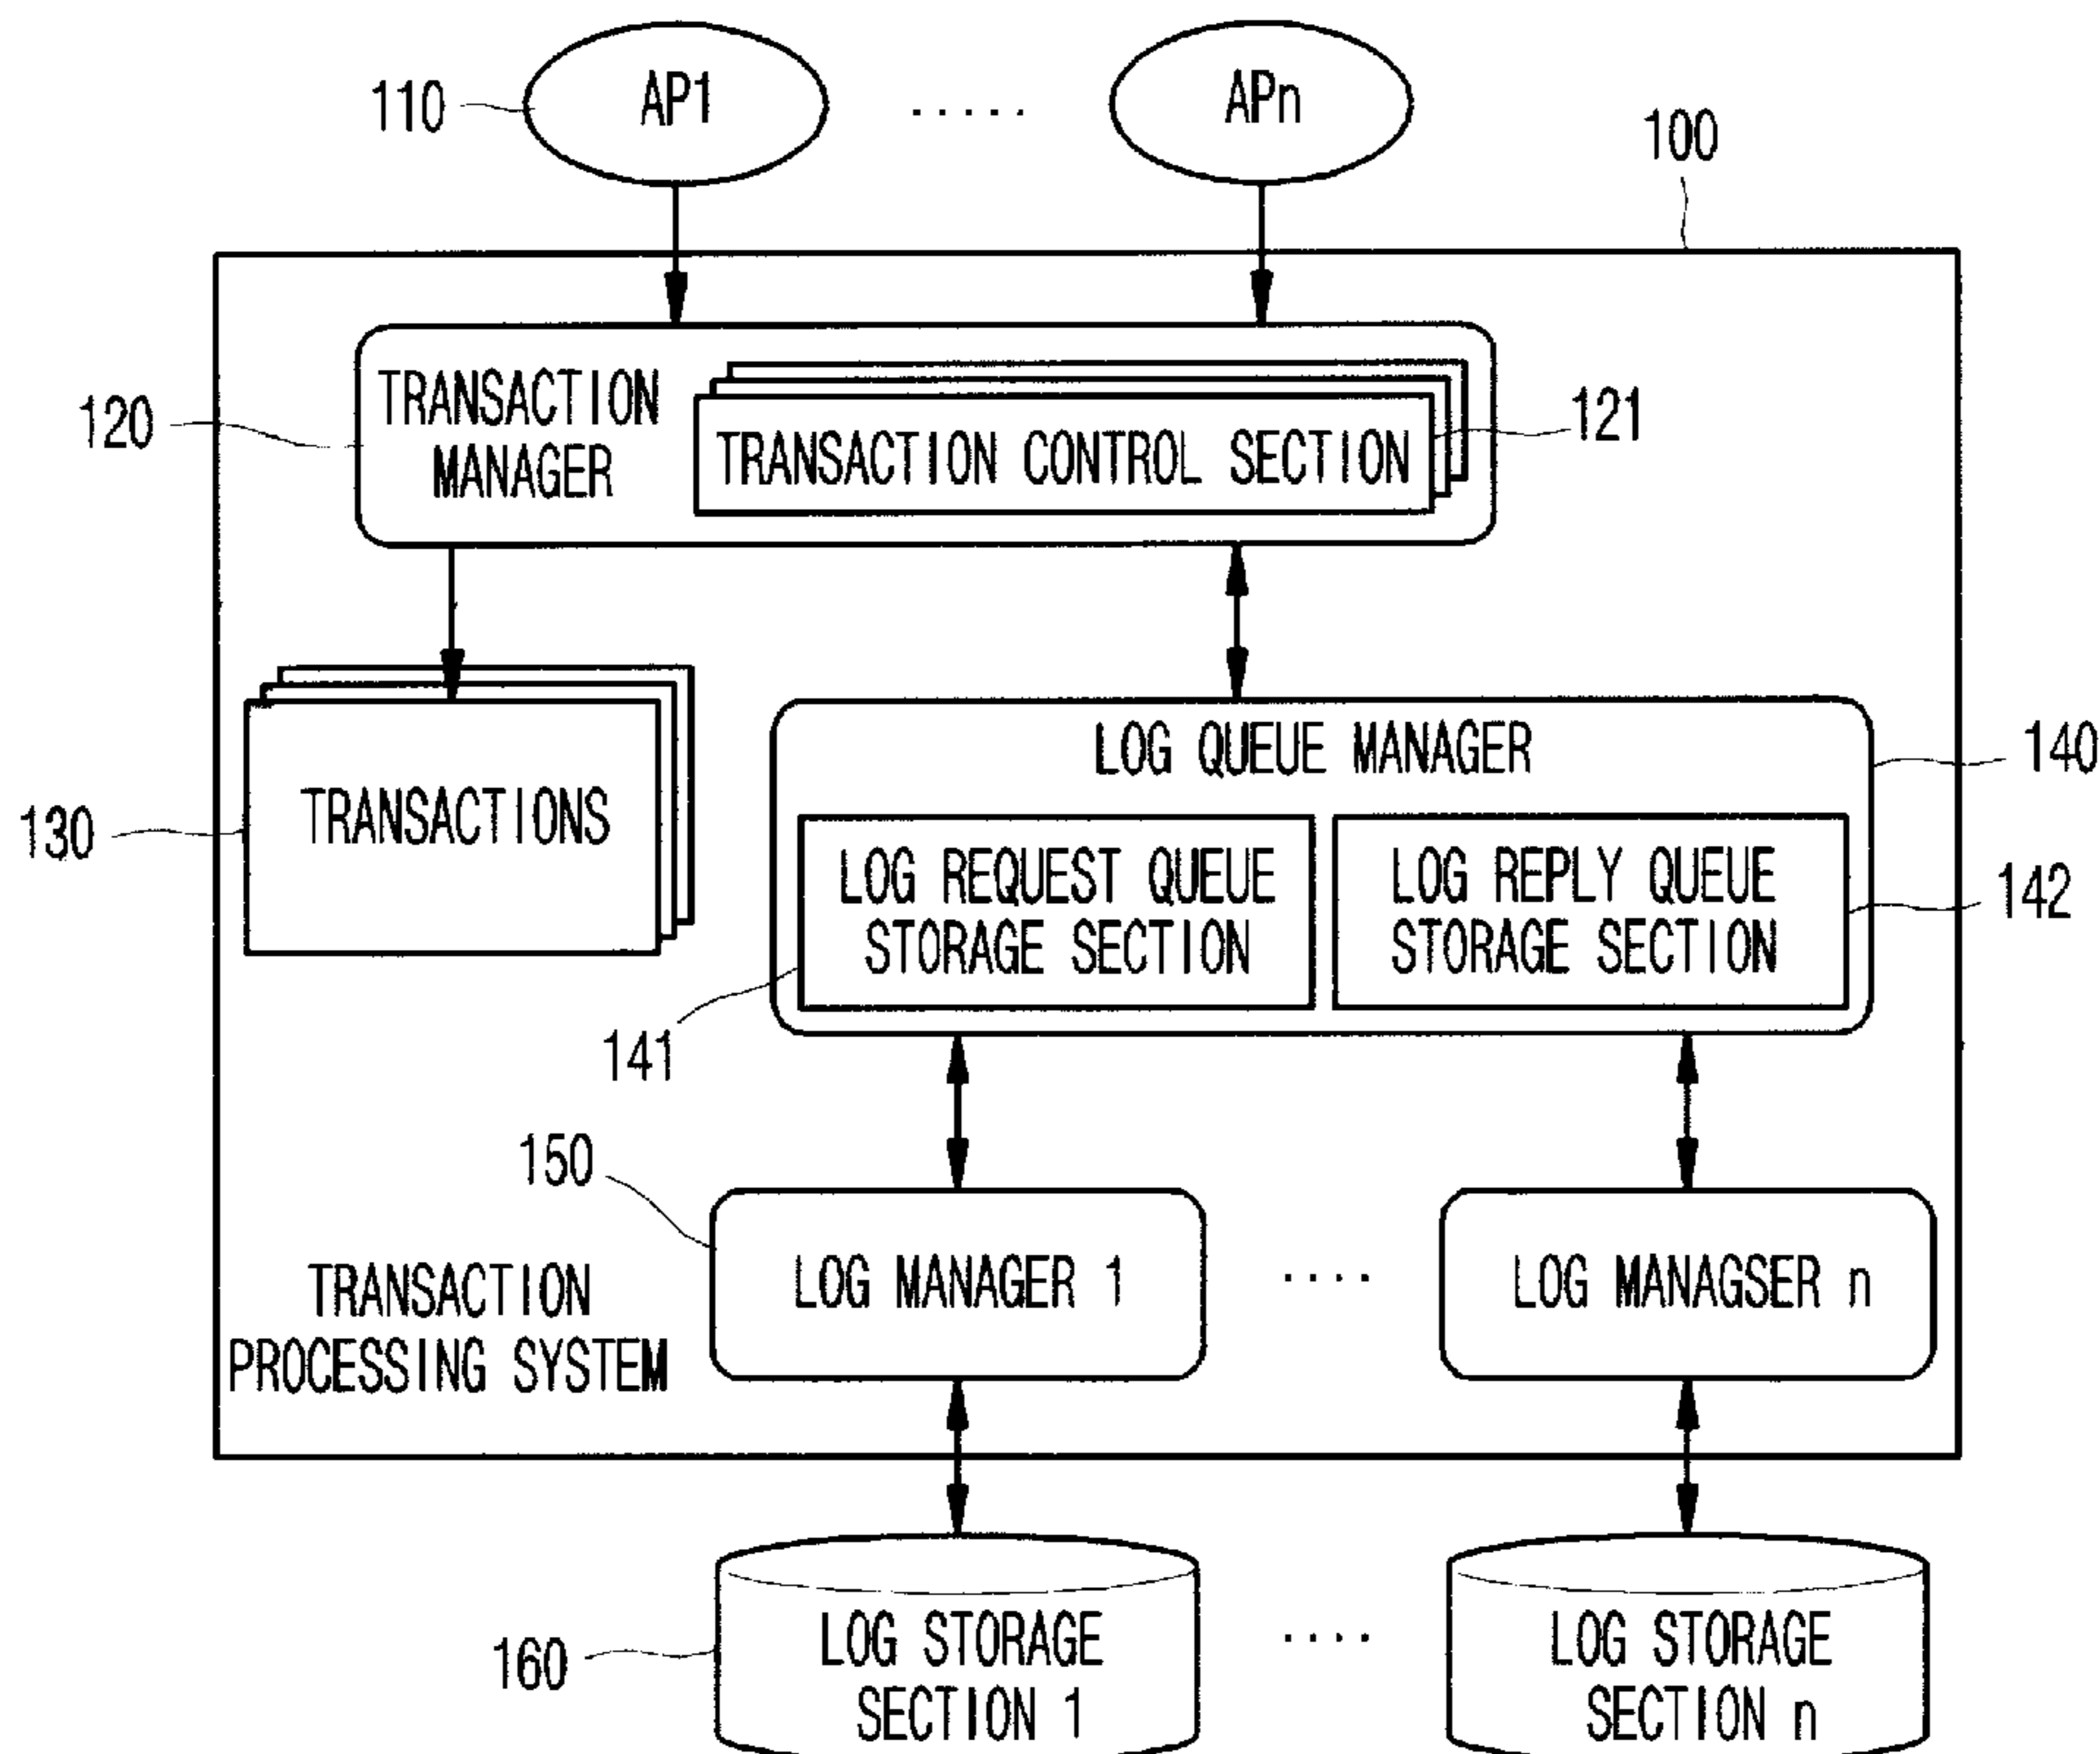 110
AP1
.....
APn
100
120
TRANSACTION
MANAGER
TRANSACTION CONTROL SECTION
121
130
TRANSACTIONS
LOG QUEUE MANAGER
140
LOG REQUEST QUEUE
STORAGE SECTION
LOG REPLY QUEUE
STORAGE SECTION
142
141
150
LOG MANAGER 1
....
LOG MANAGSER n
TRANSACTION
PROCESSING SYSTEM
160
LOG STORAGE
SECTION 1
....
LOG STORAGE
SECTION n